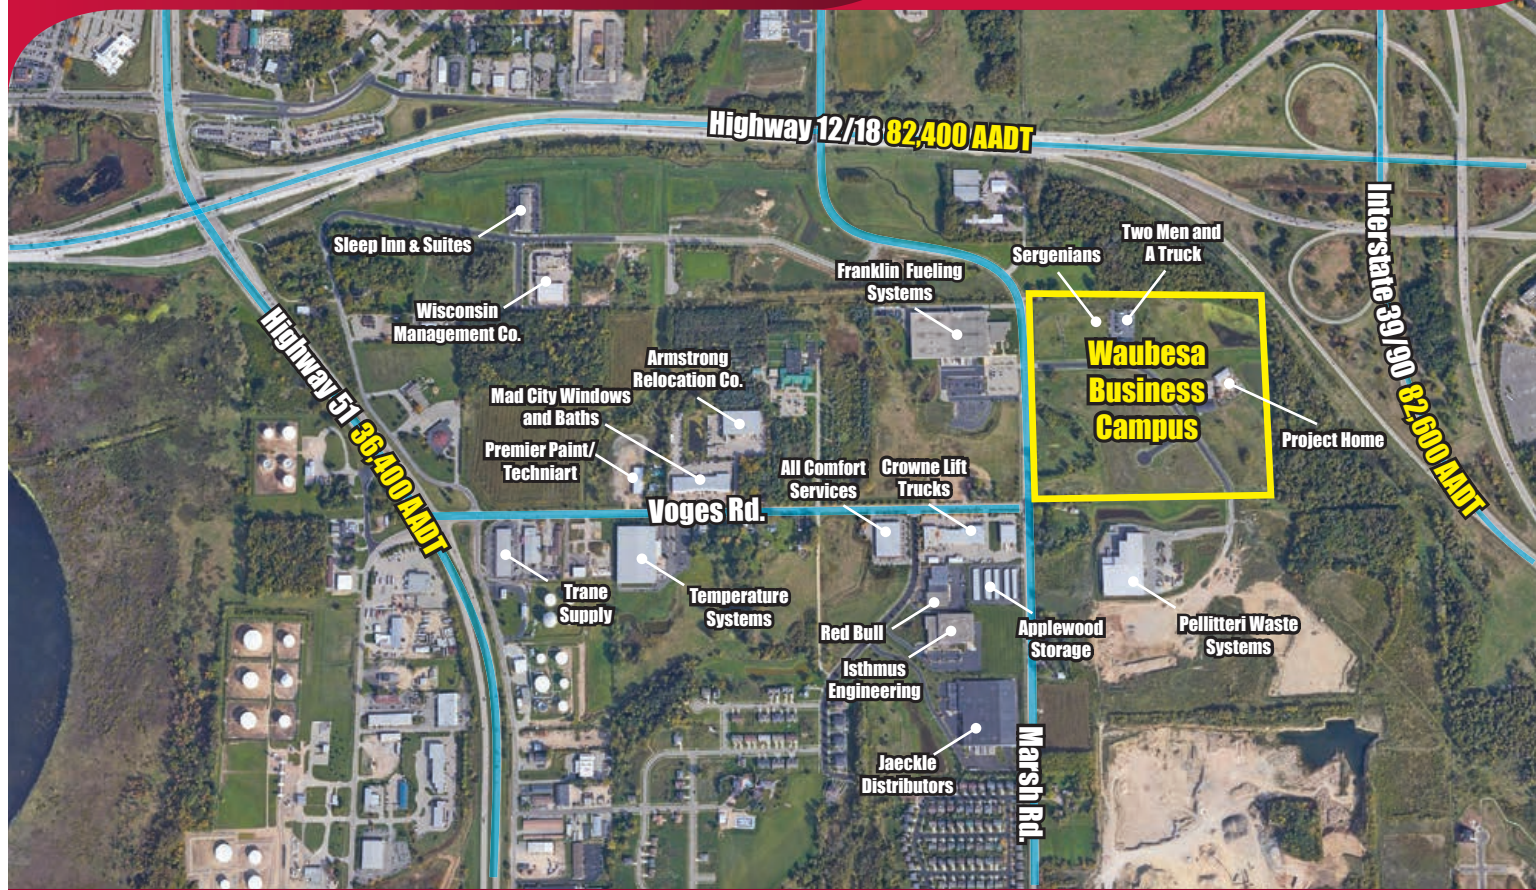 Highway 12/18 82,400 AADT
Interstate 39/90 82,600 AADT
Highway 51 36,400 AADT
Sleep Inn & Suites
Wisconsin
Management Co.
Franklin Fueling
Systems
Sergenians
Two Men and
A Truck
Waubesa
Business
Campus
Project Home
Armstrong
Relocation Co.
Mad City Windows
and Baths
Premier Paint/
Techniart
All Comfort
Services
Crowne Lift
Trucks
Voges Rd.
Trane
Supply
Temperature
Systems
Red Bull
Isthmus
Engineering
Applewood
Storage
Pellitteri Waste
Systems
Jaeckle
Distributors
Marsh Rd.